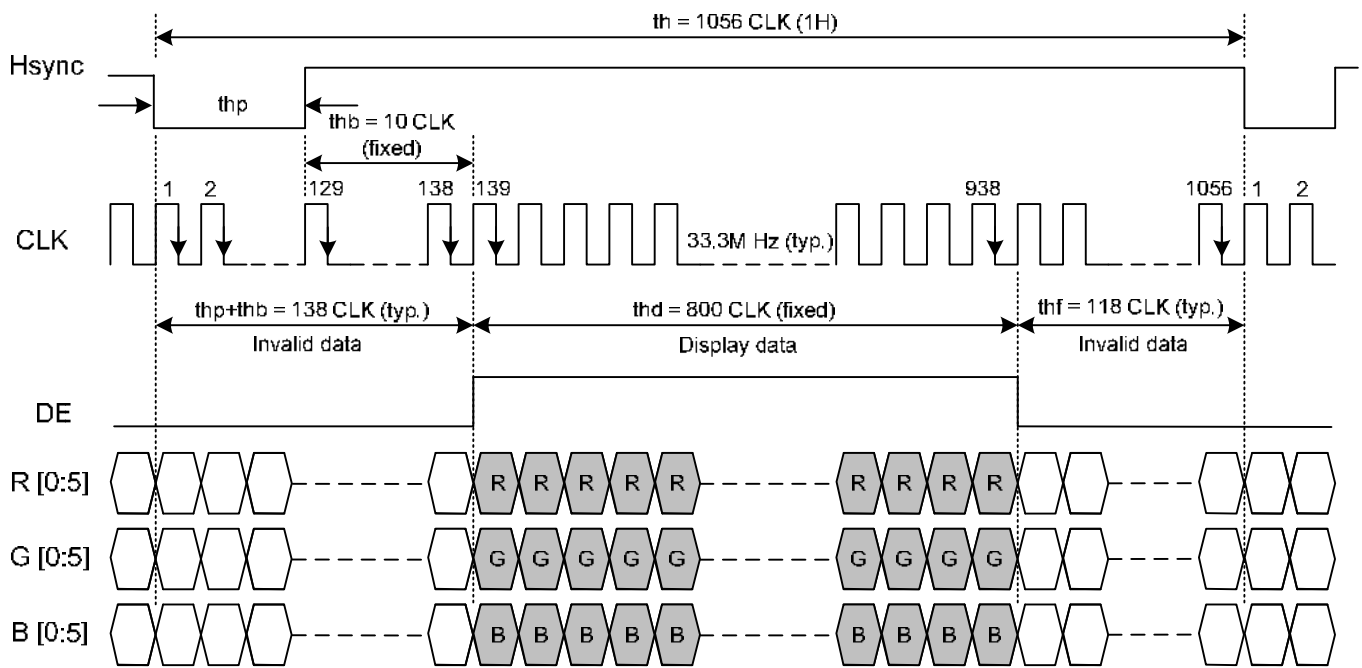 th = 1056 CLK (1H)
Hsync
thp
thb = 10 CLK
(fixed)
1 2 129 138 139 938 1056 1 2
CLK
33.3M Hz (typ.)
thp+thb = 138 CLK (typ.) thd = 800 CLK (fixed) thf = 118 CLK (typ.)
Invalid data Display data Invalid data
DE
R [0:5] R R R R R R R R R
G [0:5] G G G G G G G G G
B [0:5] B B B B B B B B B